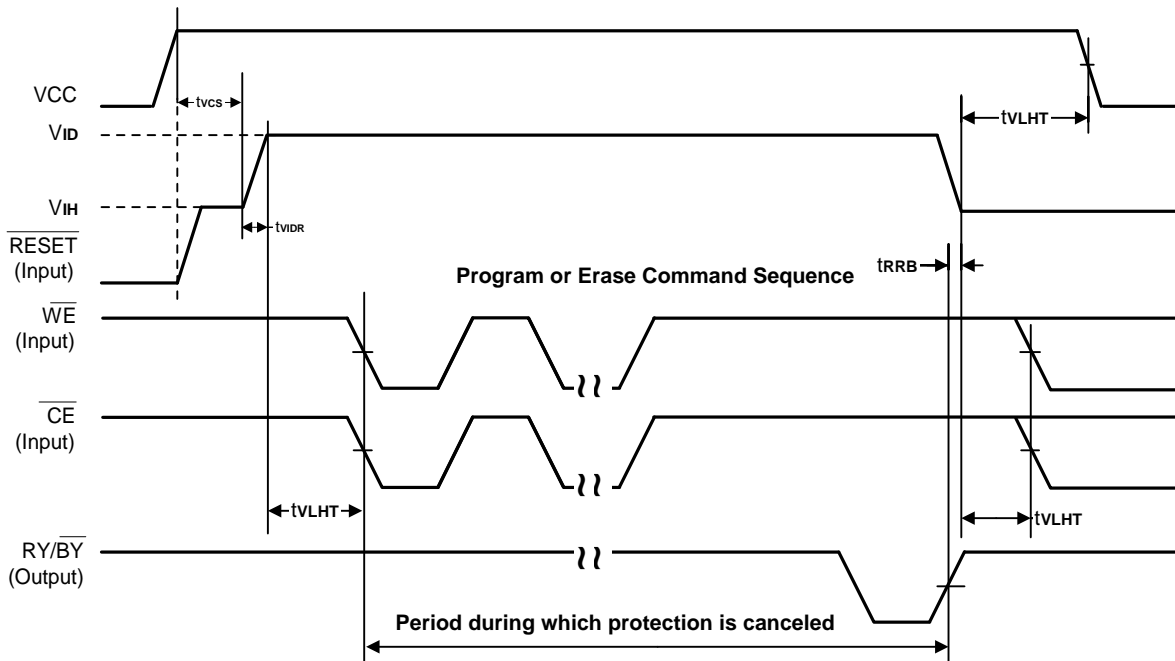 VCC
tVCS
tVLHT
VID
VIH
tVIDR
RESET
(Input)
tRRB
Program or Erase Command Sequence
WE
(Input)
CE
(Input)
tVLHT
tVLHT
RY/BY
(Output)
Period during which protection is canceled